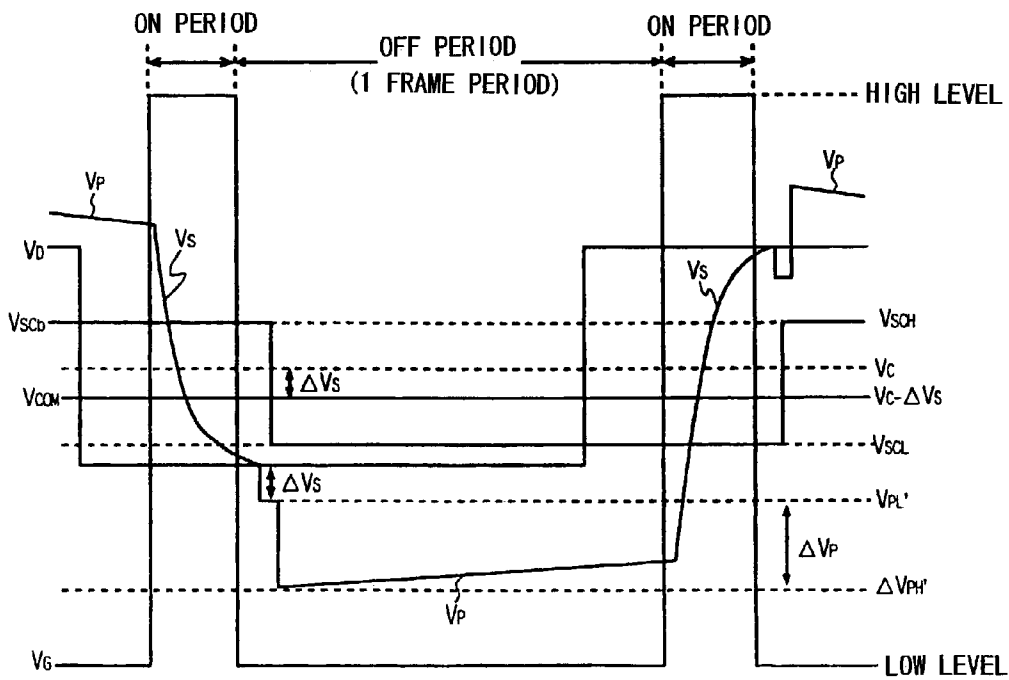 ON PERIOD
OFF PERIOD
(1 FRAME PERIOD)
ON PERIOD
HIGH LEVEL
VP
VS
VD
VSCb
VCOM
ΔVS
ΔVS
VP
VG
VS
VP
VSCH
VC
VC-ΔVS
VSCL
VPL'
ΔVP
ΔVPH'
LOW LEVEL